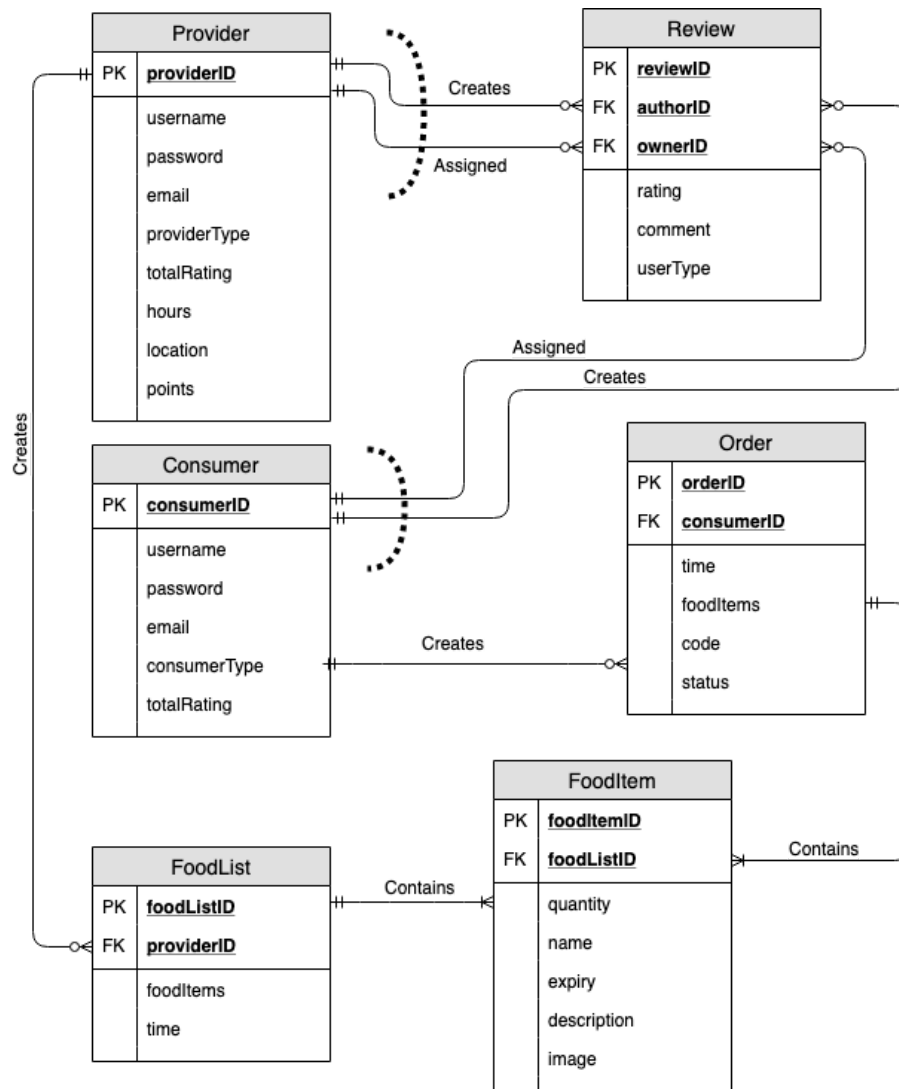 Provider
PK providerID
username
password
email
providerType
totalRating
hours
location
points
Creates
Assigned
Review
PK reviewID
FK authorID
FK ownerID
rating
comment
userType
Assigned
Creates
Creates
Consumer
PK consumerID
username
password
email
consumerType
totalRating
Creates
Order
PK orderID
FK consumerID
time
foodItems
code
status
FoodList
PK foodListID
FK providerID
foodItems
time
Contains
FoodItem
PK foodItemID
FK foodListID
quantity
name
expiry
description
image
Contains